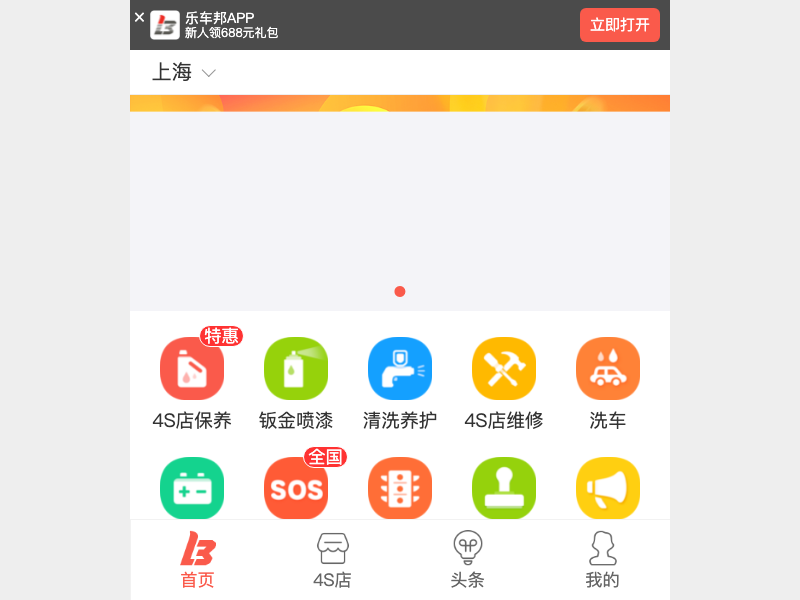 乐车邦APP
新人领688元礼包
立即打开
上海
特惠
4S店保养
钣金喷漆
清洗养护
4S店维修
洗车
全国
SOS
首页
4S店
头条
我的